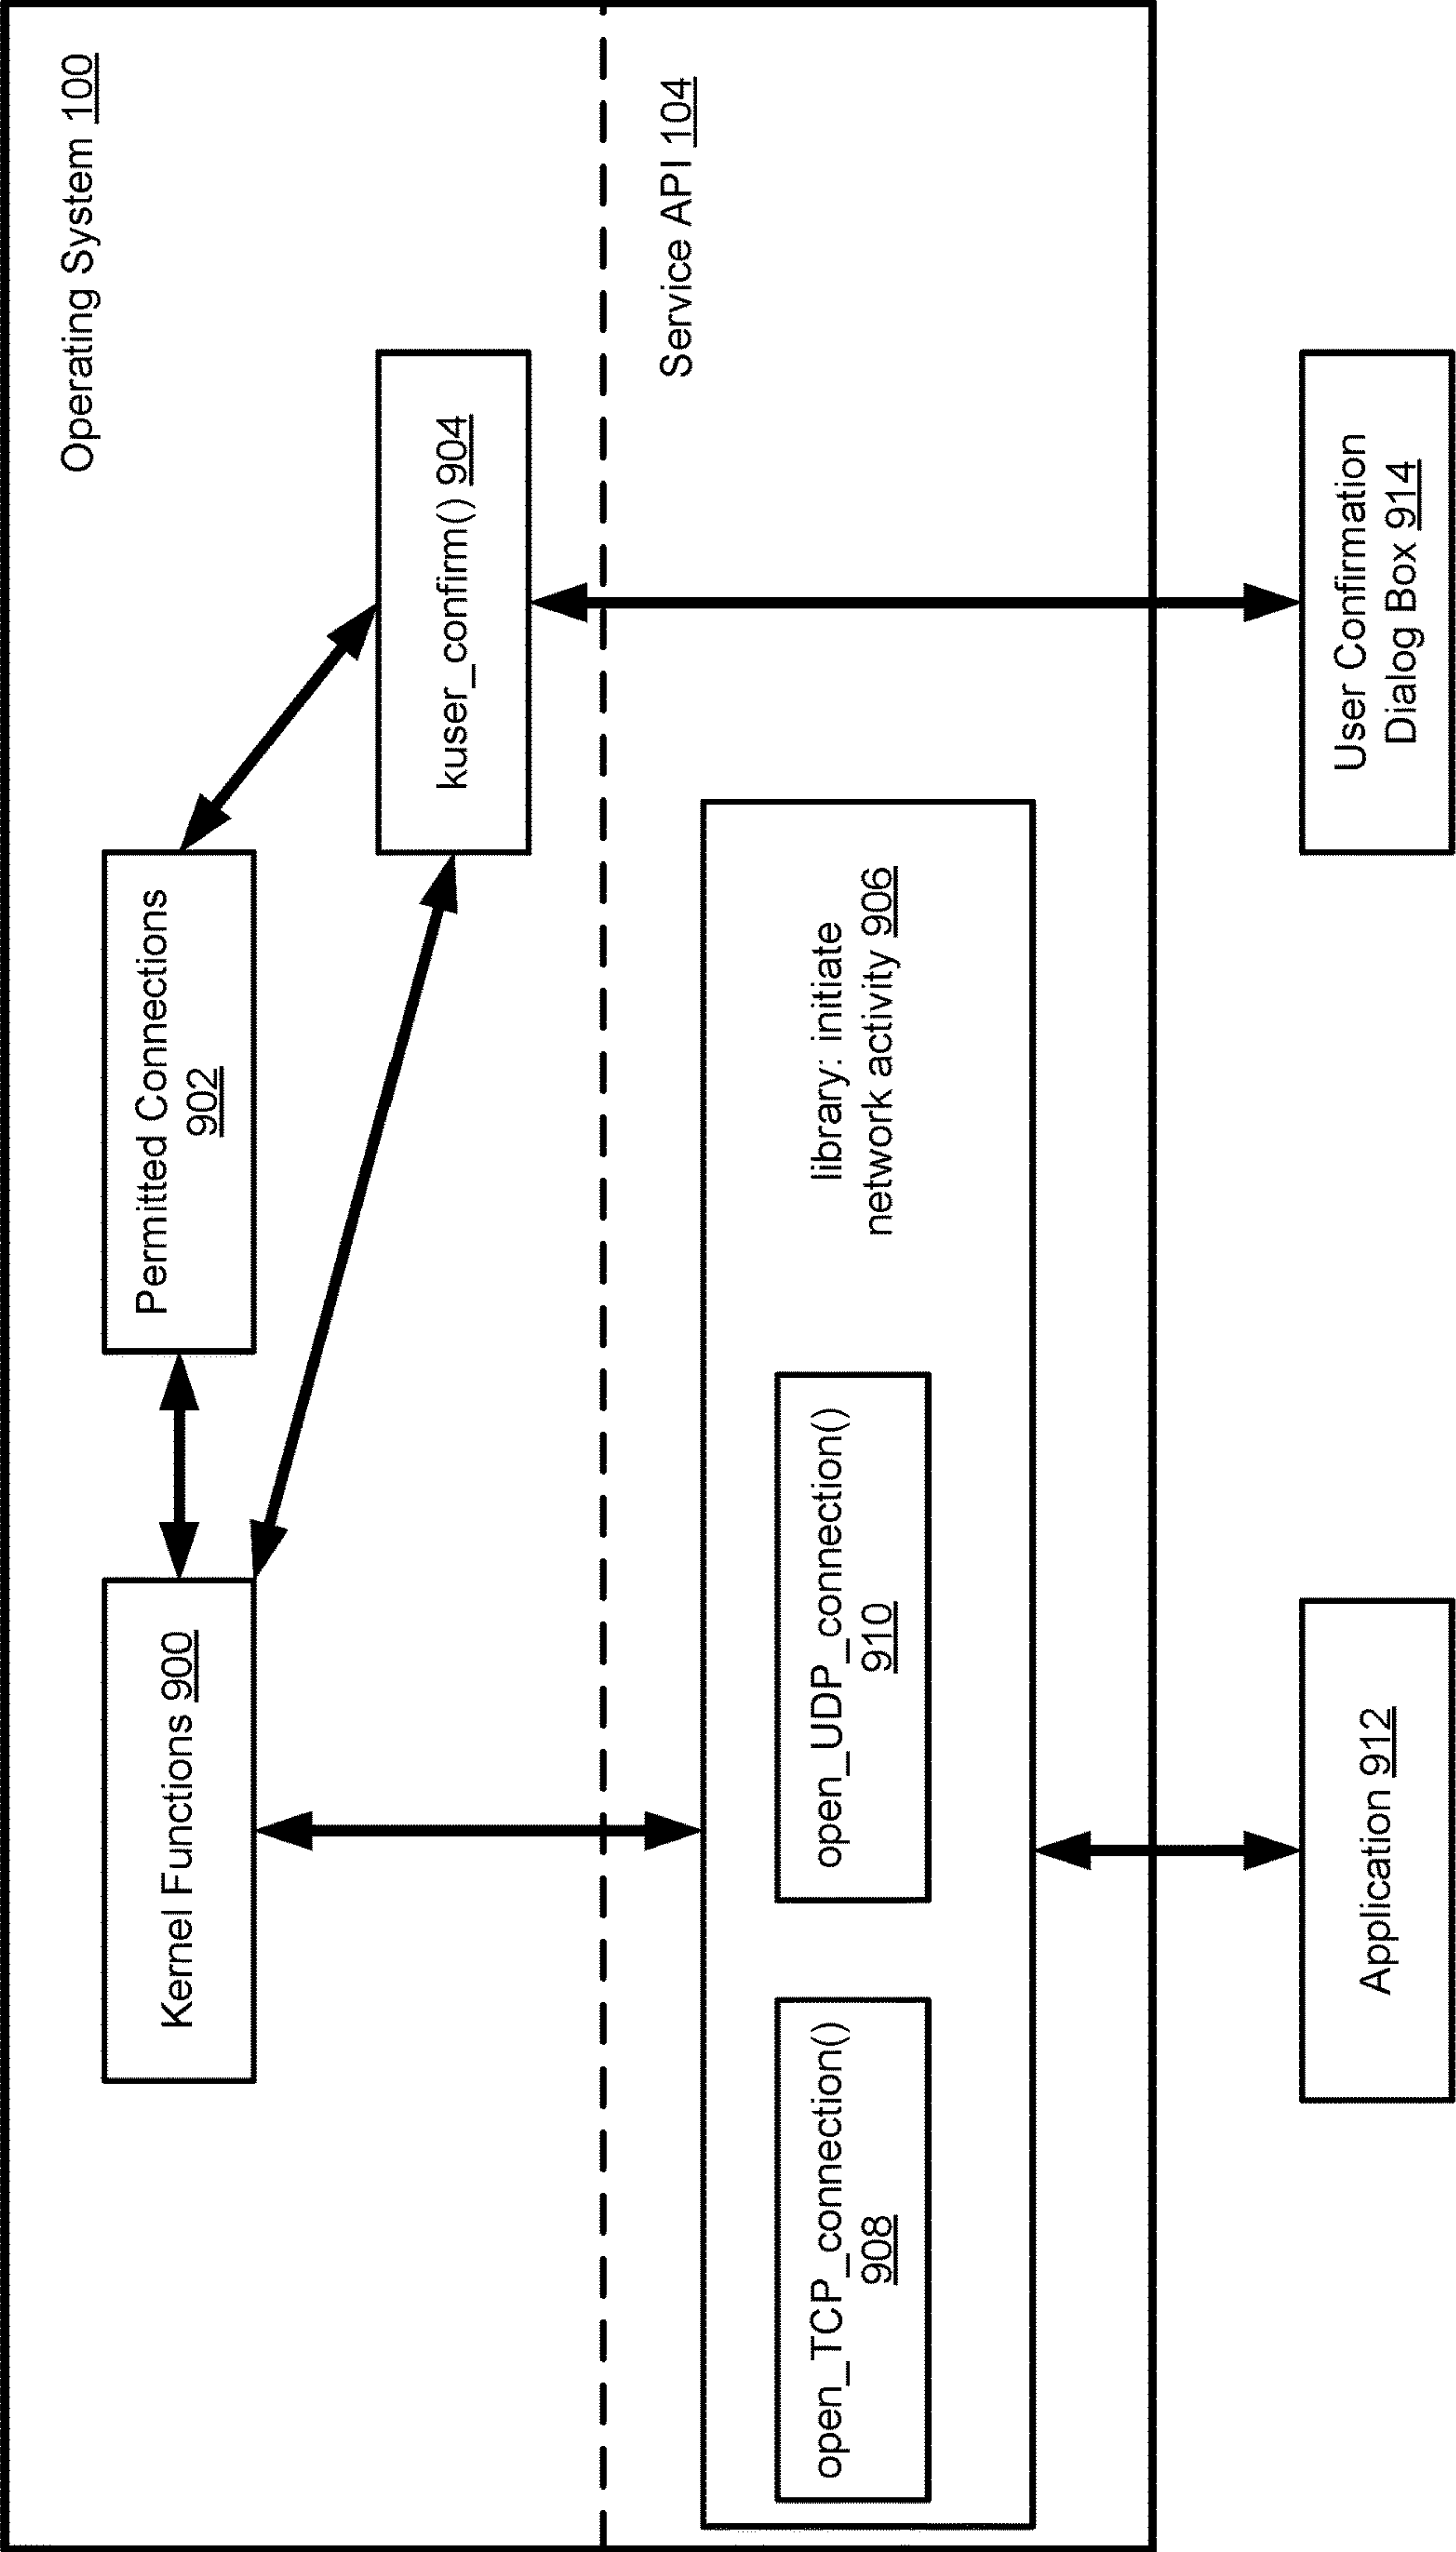 Operating System 100
Kernel Functions 900
Permitted Connections
902
kuser_confirm() 904
Service API 104
open_TCP_connection()
908
open_UDP_connection()
910
library: initiate
network activity 906
Application 912
User Confirmation
Dialog Box 914